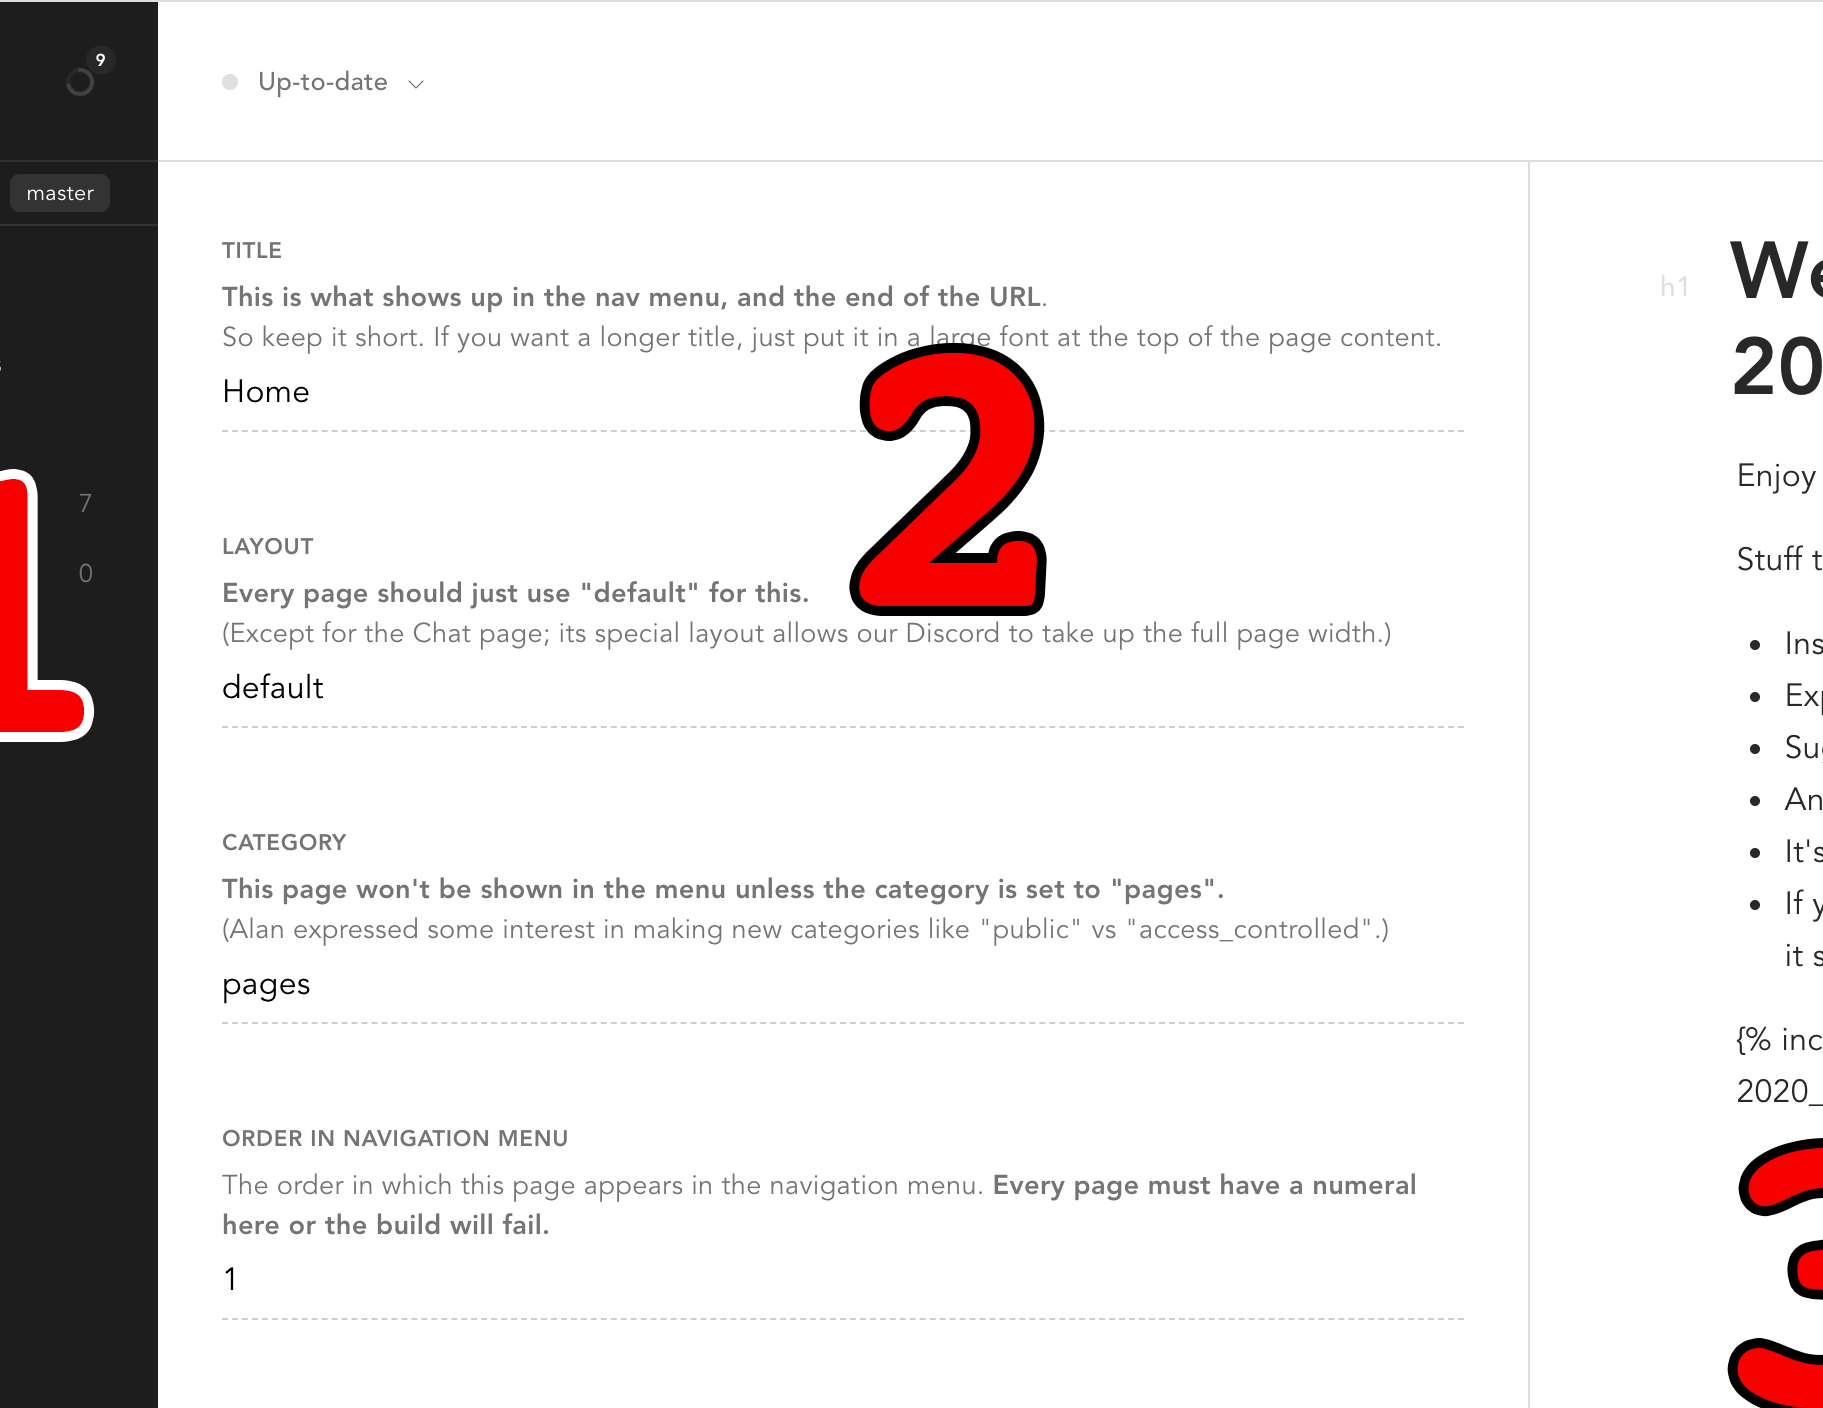 9
Up-to-date
master
TITLE
This is what shows up in the nav menu, and the end of the URL.
So keep it short. If you want a longer title, just put it in a large font at the top of the page content.
Home
LAYOUT
Every page should just use "default" for this.
(Except for the Chat page; its special layout allows our Discord to take up the full page width.)
default
CATEGORY
This page won't be shown in the menu unless the category is set to "pages".
(Alan expressed some interest in making new categories like "public" vs "access_controlled".)
pages
ORDER IN NAVIGATION MENU
The order in which this page appears in the navigation menu. Every page must have a numeral
here or the build will fail.
1
7
0
1
2
h1
We
20
Enjoy
Stuff t
Ins
Exp
Sug
An
It's
If y
it s
{% inc
2020_
3